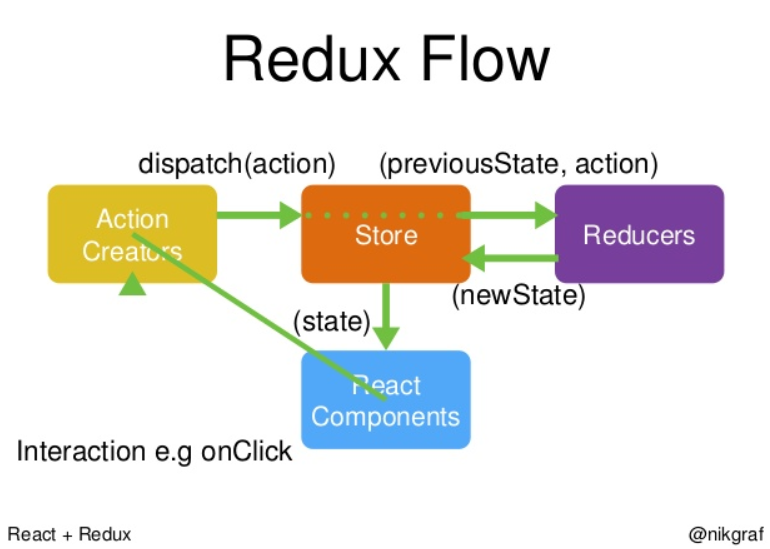 Redux Flow
dispatch(action)
(previousState, action)
Action
Creators
Store
Reducers
(newState)
(state)
React
Components
Interaction e.g onClick
React + Redux
@nikgraf